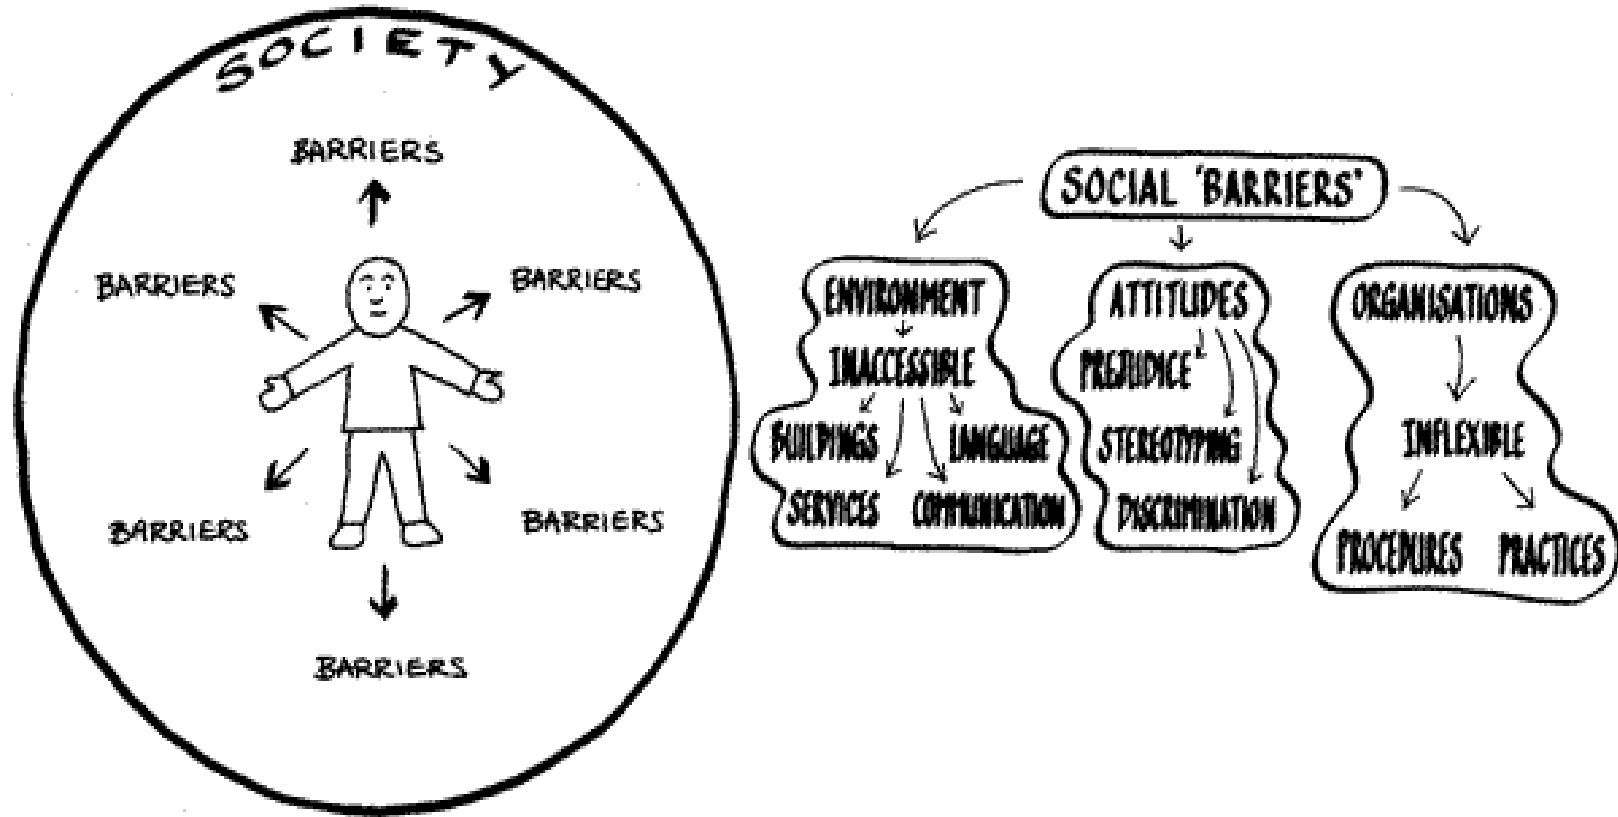 SOCIETY
BARRIERS
BARRIERS
BARRIERS
BARRIERS
BARRIERS
BARRIERS
SOCIAL 'BARRIERS'
ENVIRONMENT
INACCESSIBLE
BUILDINGS LANGUAGE
SERVICES COMMUNICATION
ATTITUDES
PREJUDICE
STEREOTYPING
DISCRIMINATION
ORGANISATIONS
INFLEXIBLE
PROCEDURES PRACTICES